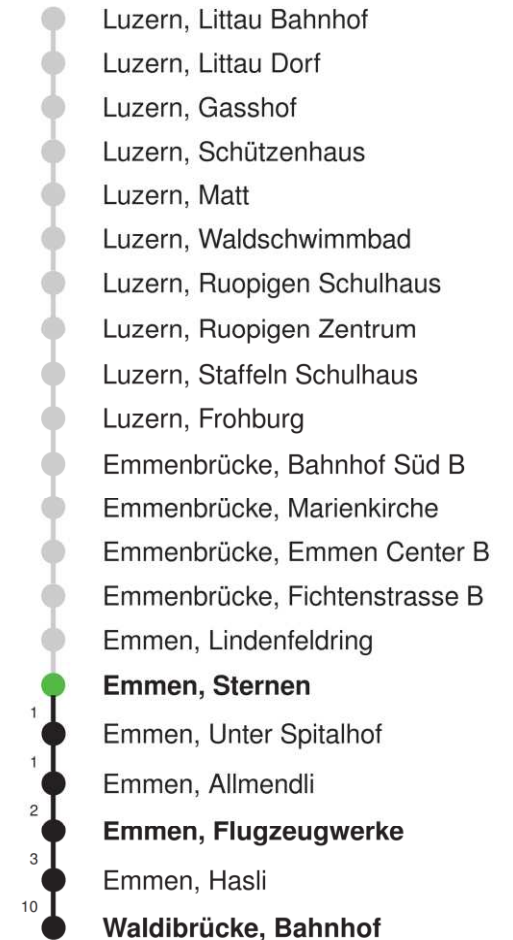 Luzern, Littau Bahnhof
Luzern, Littau Dorf
Luzern, Gasshof
Luzern, Schützenhaus
Luzern, Matt
Luzern, Waldschwimmbad
Luzern, Ruopigen Schulhaus
Luzern, Ruopigen Zentrum
Luzern, Staffeln Schulhaus
Luzern, Frohburg
Emmenbrücke, Bahnhof Süd B
Emmenbrücke, Marienkirche
Emmenbrücke, Emmen Center B
Emmenbrücke, Fichtenstrasse B
Emmen, Lindenfeldring
Emmen, Sternen
1 Emmen, Unter Spitalhof
1 Emmen, Allmendli
2 Emmen, Flugzeugwerke
3 Emmen, Hasli
10 Waldibrücke, Bahnhof